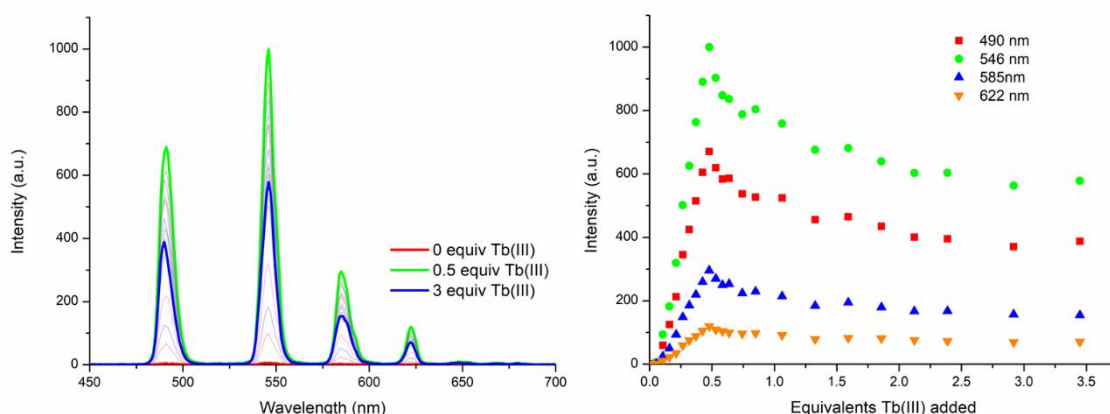 1000
800
600
400
200
0
Intensity (a.u.)
0 equiv Tb(III)
0.5 equiv Tb(III)
3 equiv Tb(III)
450 500 550 600 650 700
Wavelength (nm)
1000
800
600
400
200
0
Intensity (a.u.)
490 nm
546 nm
585nm
622 nm
0.0 0.5 1.0 1.5 2.0 2.5 3.0 3.5
Equivalents Tb(III) added